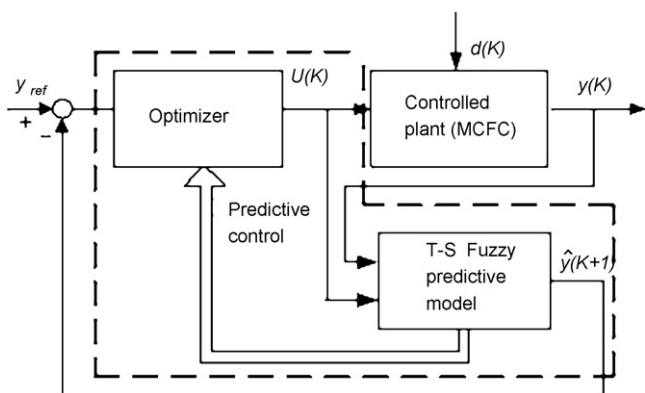 d(K)
y ref
+
−
Optimizer
U(K)
Controlled
plant (MCFC)
y(K)
Predictive
control
T-S Fuzzy
predictive
model
ŷ(K+1)